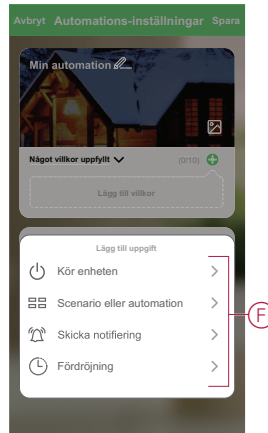 Avbryt Automations-inställningar Spara
Min automation
Något villkor uppfyllt (0/10)
Lägg till villkor
Lägg till uppgift
Kör enheten
Scenario eller automation
Skicka notifiering
Fördröjning
F